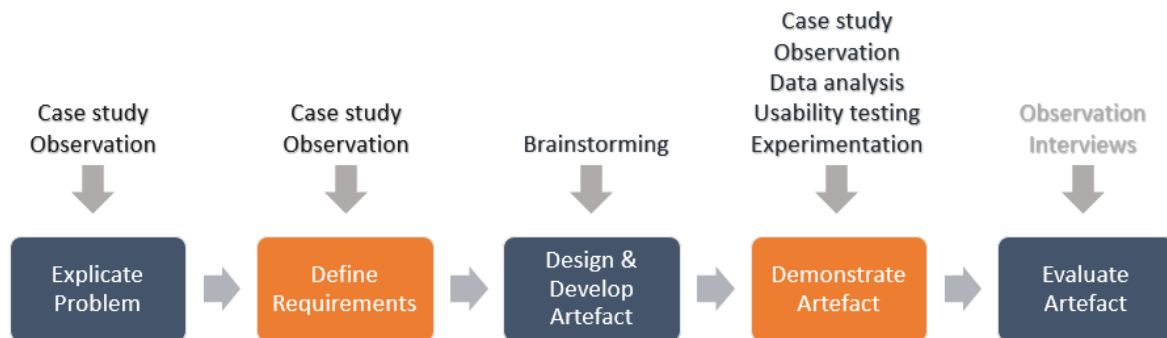 Case study
Observation
Case study
Observation
Brainstorming
Case study
Observation
Data analysis
Usability testing
Experimentation
Observation
Interviews
Explicate
Problem
Define
Requirements
Design &
Develop
Artefact
Demonstrate
Artefact
Evaluate
Artefact